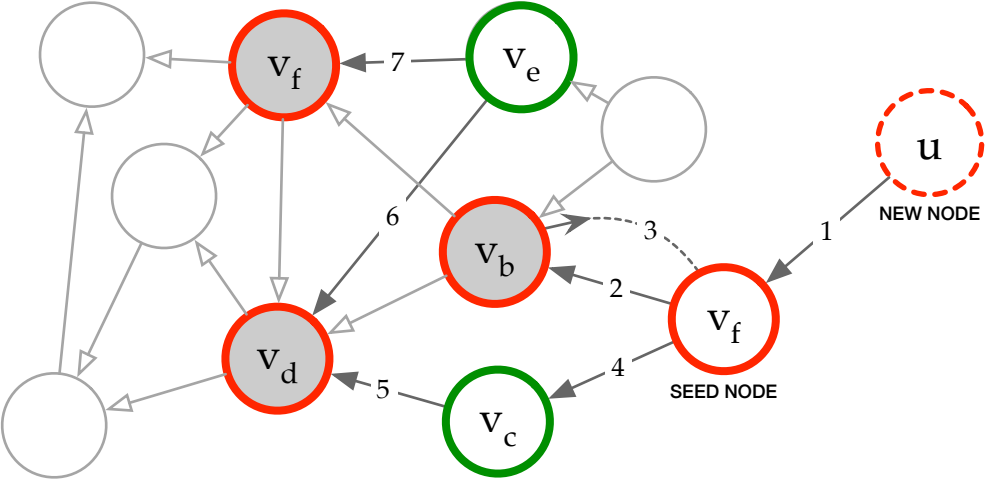 v_f
7
v_e
u
NEW NODE
6
3
1
v_b
2
v_f
SEED NODE
v_d
5
4
v_c